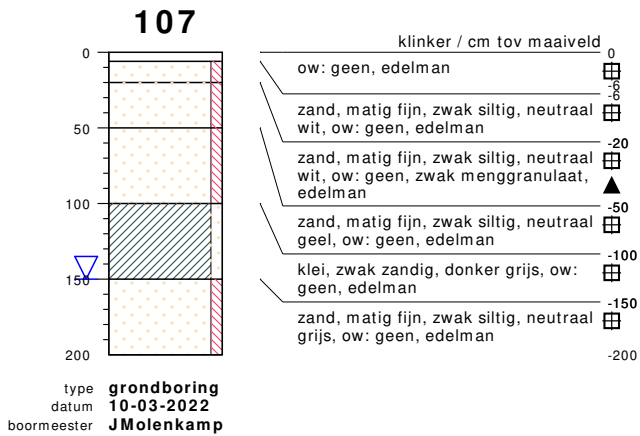 107
klinker / cm tov maaiveld
0
0
ow: geen, edelman
-6
-6
zand, matig fijn, zwak siltig, neutraal
wit, ow: geen, edelman
-20
zand, matig fijn, zwak siltig, neutraal
wit, ow: geen, zwak menggranulaat,
edelman
50
-50
zand, matig fijn, zwak siltig, neutraal
geel, ow: geen, edelman
100
-100
klei, zwak zandig, donker grijs, ow:
geen, edelman
150
-150
zand, matig fijn, zwak siltig, neutraal
grijs, ow: geen, edelman
200
-200
type grondboring
datum 10-03-2022
boormeester JMolenkamp